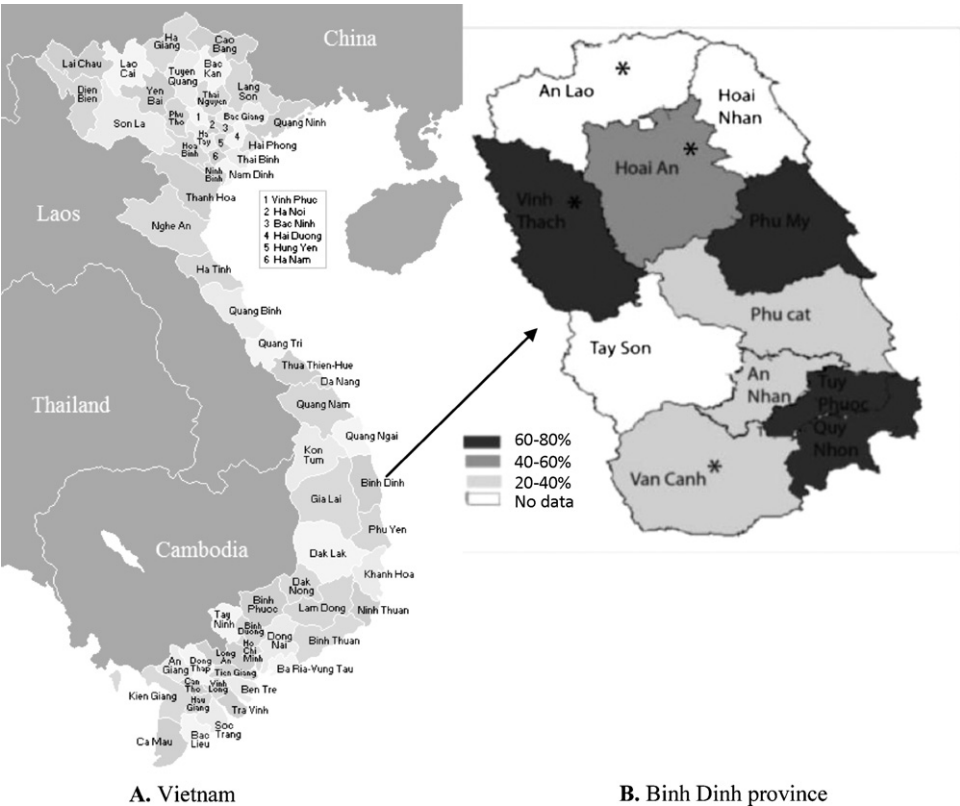 China
Ha
Giang
Cao
Bang
Lai Chau
Lao
Cai
Tuyen
Quang
Bac
Kan
Dien
Bien
Yen
Bai
Thai
Nguyen
Lang
Son
Son La
Phu
Tho
1
2
3
4
5
6
Bac Giang
Quang Ninh
Ha
Tay
Hoa
Binh
Hai Phong
Thai Binh
Ninh
Binh
Nam Dinh
Thanh Hoa
Laos
Nghe An
1 Vinh Phuc
2 Ha Noi
3 Bac Ninh
4 Hai Duong
5 Hung Yen
6 Ha Nam
Ha Tinh
Quang Binh
Quang Tri
Thua Thien-Hue
Da Nang
Thailand
Quang Nam
Quang Ngai
Kon
Tum
Binh Dinh
Gia Lai
Phu Yen
Cambodia
Dak Lak
Khanh Hoa
Dak
Nong
Binh
Phuoc
Lam Dong
Ninh Thuan
Tay
Ninh
Binh
Duong
Dong
Nai
Binh Thuan
Ho
Chi
Minh
Long
An
An
Giang
Dong
Thap
Tien Giang
Ba Ria-Vung Tau
Can
Tho
Vinh
Long
Ben Tre
Kien Giang
Hau
Giang
Tra Vinh
Soc
Trang
Ca Mau
Bac
Lieu
A. Vietnam
*
An Lao
Hoai
Nhan
*
Hoai An
Vinh *
Thach
Phu My
Phu cat
Tay Son
An
Nhan
Tuy
Phuoc
Quy
Nhon
T
Van Canh *
60-80%
40-60%
20-40%
No data
B. Binh Dinh province